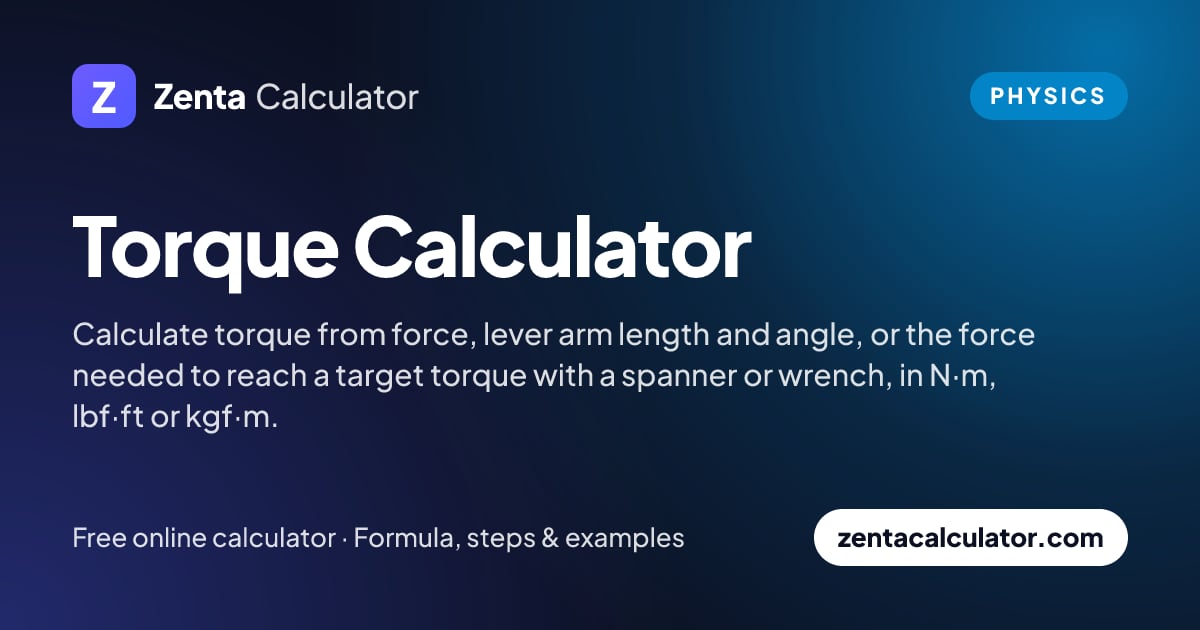 Z
Zenta Calculator
PHYSICS
Torque Calculator
Calculate torque from force, lever arm length and angle, or the force
needed to reach a target torque with a spanner or wrench, in N·m,
lbf·ft or kgf·m.
Free online calculator · Formula, steps & examples
zentacalculator.com